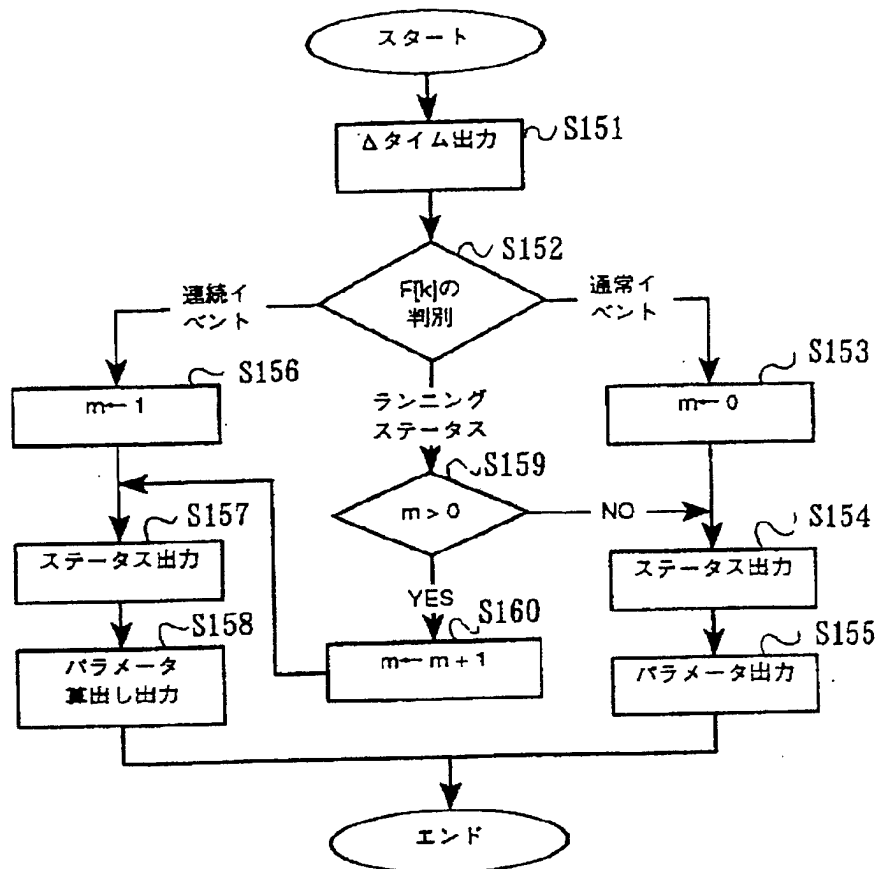 スタート
Δタイム出力
S151
S152
F[k]の
判別
連続イ
ベント
通常イ
ベント
S156
m←1
ランニング
ステータス
S153
m←0
S159
m>0
NO
YES
S157
ステータス出力
S154
ステータス出力
S158
パラメータ
算出し出力
S160
m←m+1
S155
パラメータ出力
エンド